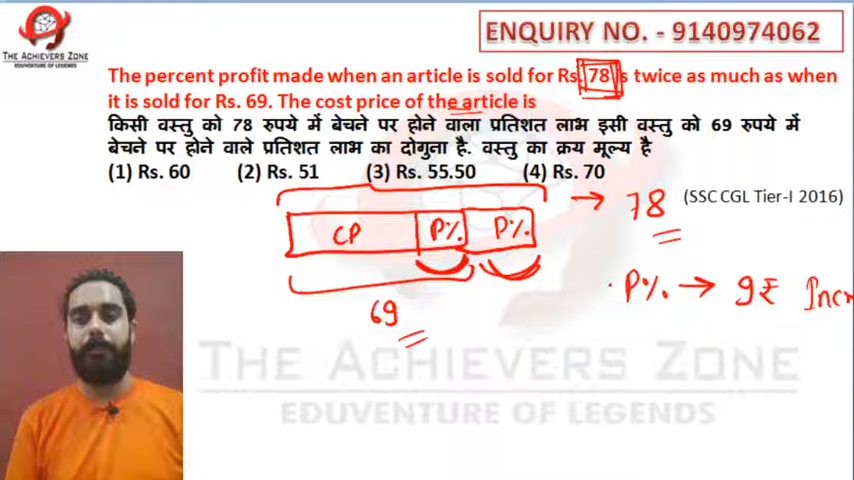 ENQUIRY NO. - 9140974062
THE ACHIEVERS ZONE
EDUVENTURE OF LEGENDS
The percent profit made when an article is sold for Rs. 78 is twice as much as when
it is sold for Rs. 69. The cost price of the article is
किसी वस्तु को 78 रुपये में बेचने पर होने वाला प्रतिशत लाभ इसी वस्तु को 69 रुपये में
बेचने पर होने वाले प्रतिशत लाभ का दोगुना है. वस्तु का क्रय मूल्य है
(1) Rs. 60 (2) Rs. 51 (3) Rs. 55.50 (4) Rs. 70
(SSC CGL Tier-I 2016)
CP P% P% → 78
P% → 9₹ Incr
69
THE ACHIEVERS ZONE
EDUVENTURE OF LEGENDS